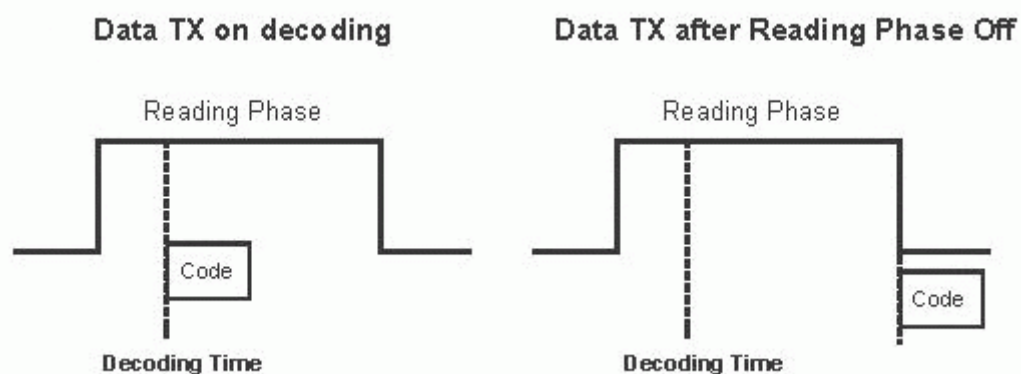 Data TX on decoding
Data TX after Reading Phase Off
Reading Phase
Reading Phase
Code
Code
Decoding Time
Decoding Time